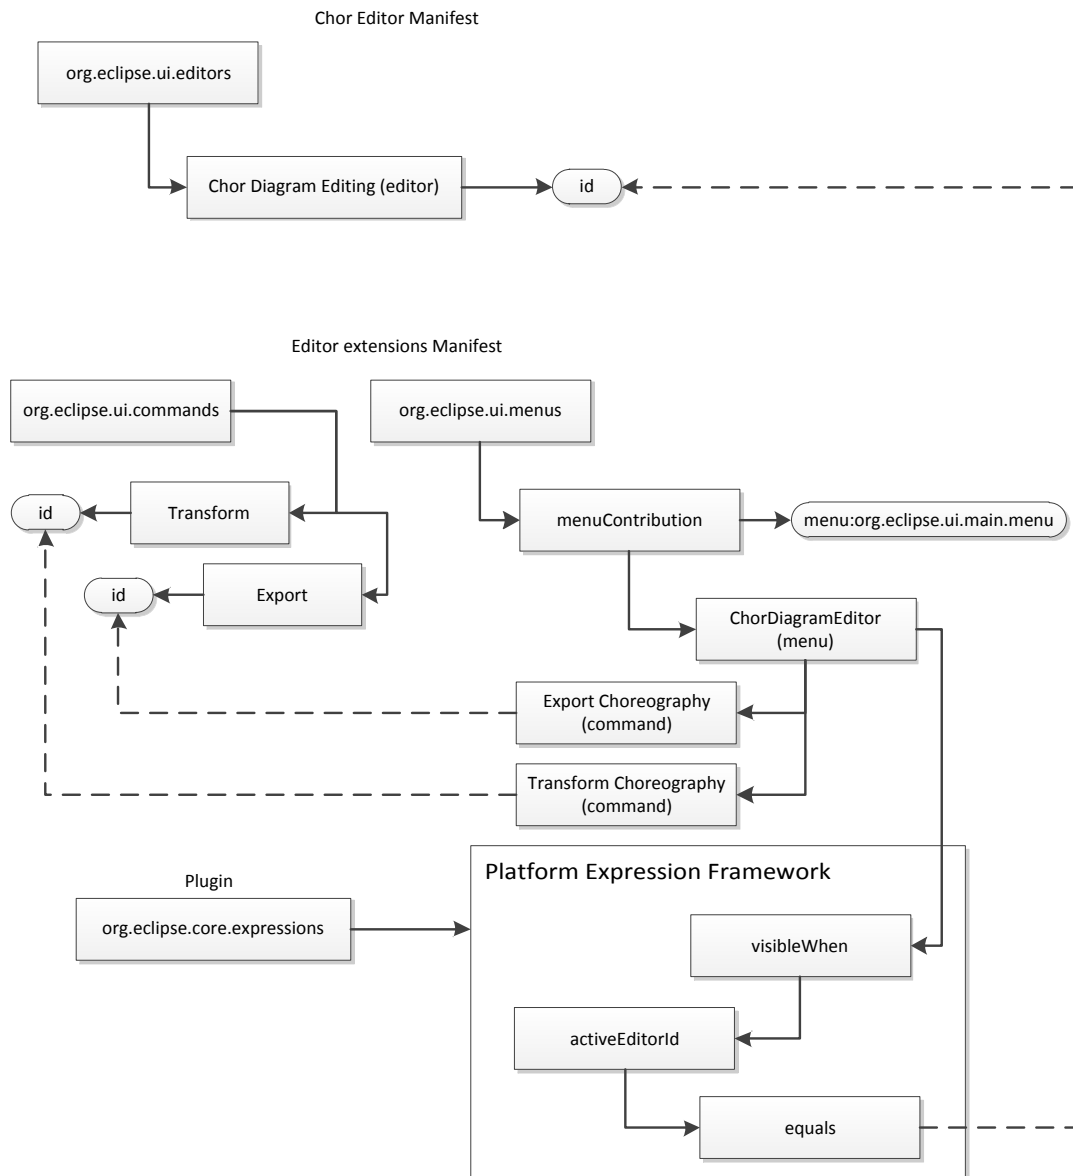 Chor Editor Manifest
org.eclipse.ui.editors
Chor Diagram Editing (editor)
id
Editor extensions Manifest
org.eclipse.ui.commands
org.eclipse.ui.menus
id
Transform
menuContribution
menu:org.eclipse.ui.main.menu
id
Export
ChorDiagramEditor
(menu)
Export Choreography
(command)
Transform Choreography
(command)
Platform Expression Framework
Plugin
org.eclipse.core.expressions
visibleWhen
activeEditorId
equals